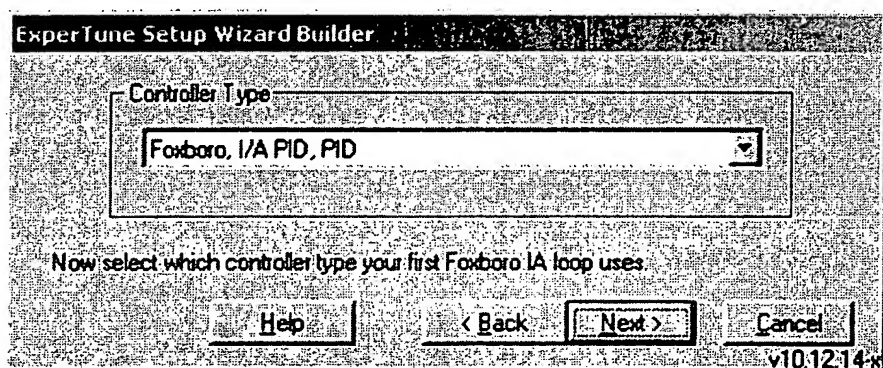 ExperTune Setup Wizard Builder
Controller Type
Foxboro, I/A PID, PID
Now select which controller type your first Foxboro IA loop uses.
Help < Back Next > Cancel
v10.12.14-x